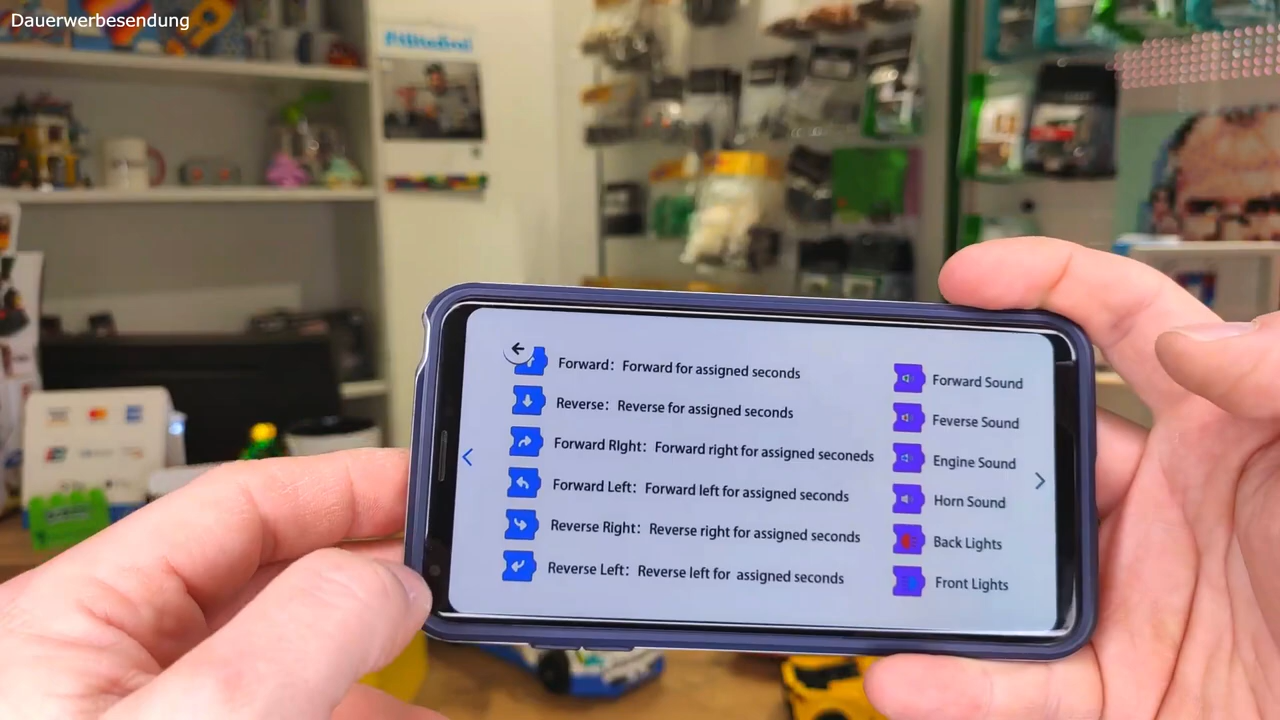 Dauerwerbesendung
Forward: Forward for assigned seconds
Reverse: Reverse for assigned seconds
Forward RIght: Forward right for assigned seconeds
Forward Left: Forward left for assigned seconds
Reverse Right: Reverse right for assigned seconds
Reverse Left: Reverse left for assigned seconds
Forward Sound
Feverse Sound
Engine Sound
Horn Sound
Back Lights
Front Lights